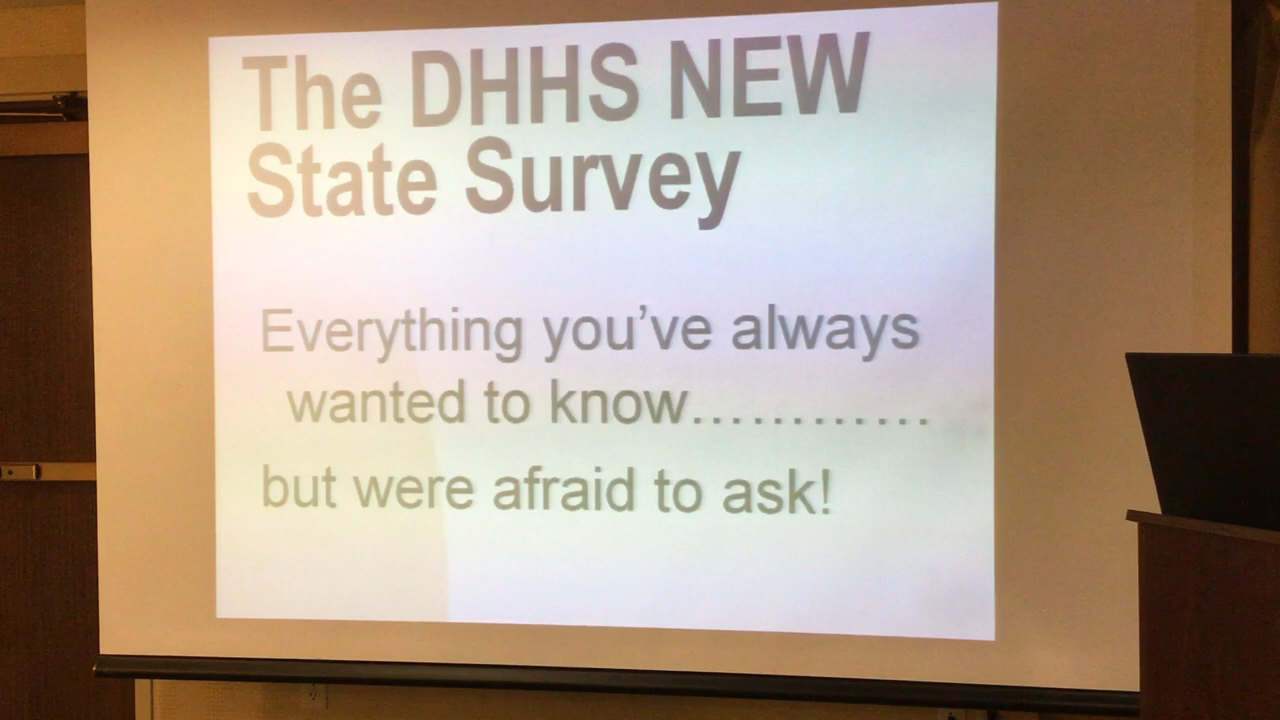 The DHHS NEW
State Survey
Everything you've always
wanted to know............
but were afraid to ask!